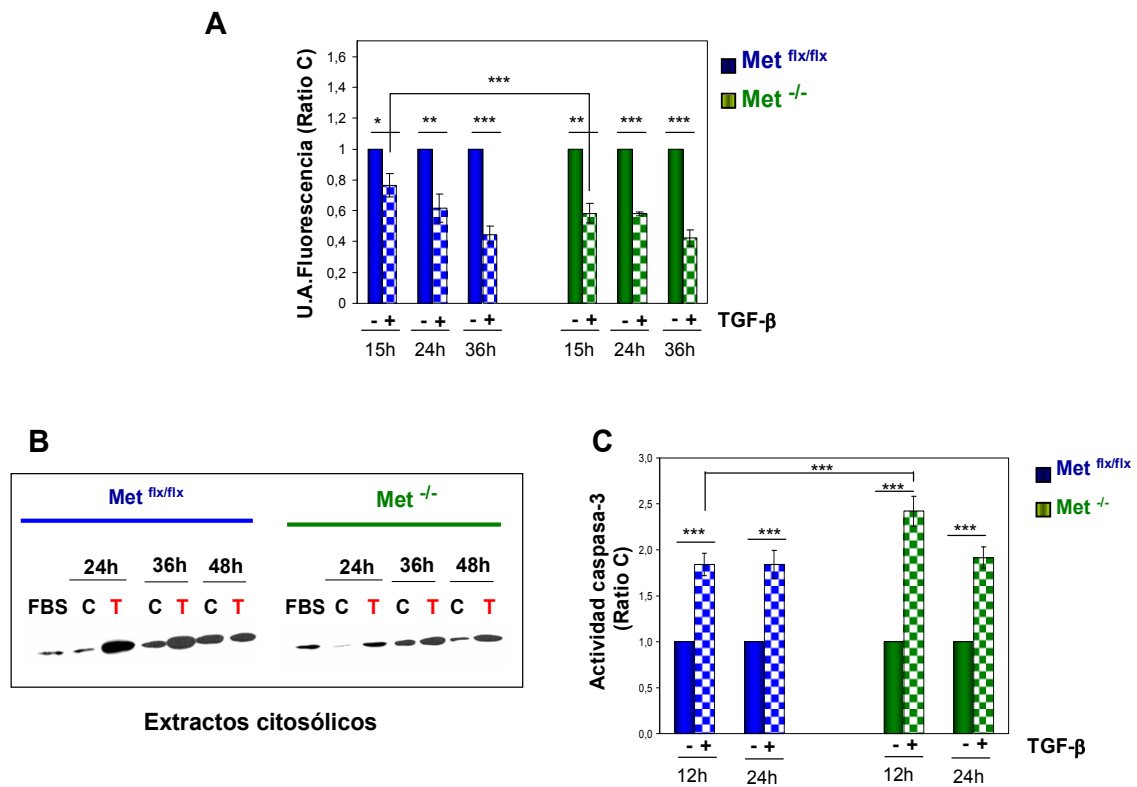 A
U.A.Fluorescencia (Ratio C)
1,6
1,4
1,2
1
0,8
0,6
0,4
0,2
0
***
* ** *** ** *** ***
- + - + - + - + - + - + TGF-β
15h 24h 36h 15h 24h 36h
Met flx/flx
Met -/-
B
Met flx/flx Met -/-
24h 36h 48h 24h 36h 48h
FBS C T C T C T FBS C T C T C T
Extractos citosólicos
C
Actividad caspasa-3
(Ratio C)
3,0
2,5
2,0
1,5
1,0
0,5
0,0
***
*** *** *** ***
- + - + - + - + TGF-β
12h 24h 12h 24h
Met flx/flx
Met -/-